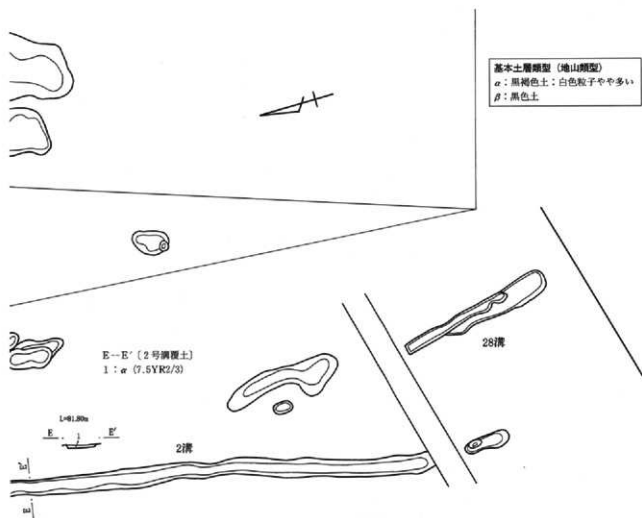 基本土層類型（地山類型）
α：黒褐色土：白色粒子やや多い
β：黒色土
28溝
E--E′〔2号溝覆土〕
1：α (7.5YR2/3)
L=81.80m
E 1 E′
2溝
E′
E